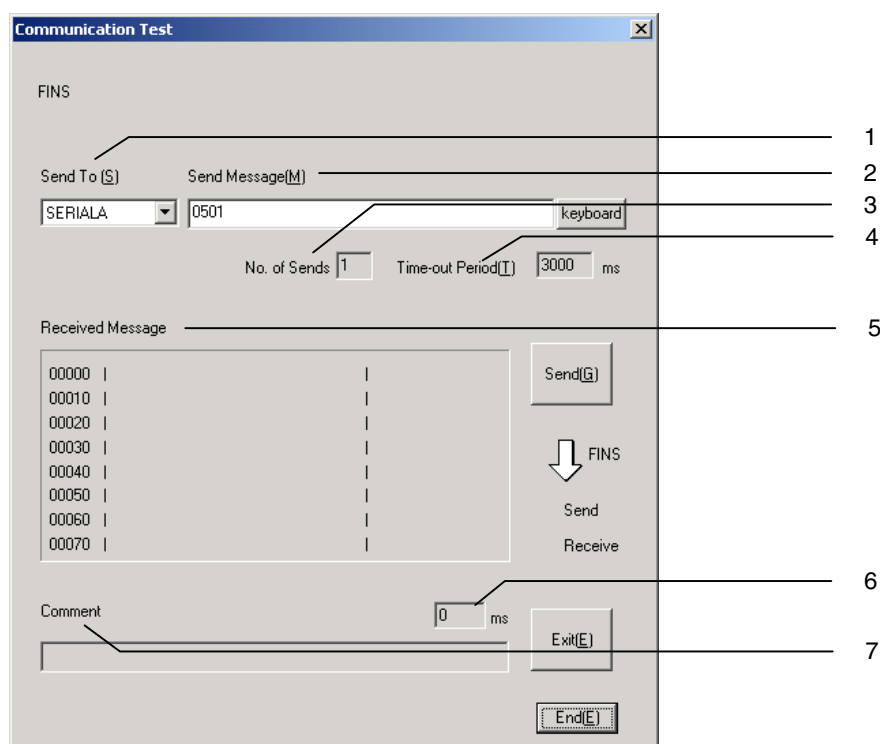 Communication Test
FINS
1
Send To (S) Send Message(M) 2
SERIALA 0501 keyboard 3
4
No. of Sends 1 Time-out Period(T) 3000 ms
Received Message 5
00000 | | Send(G)
00010 | |
00020 | |
00030 | | FINS
00040 | |
00050 | |
00060 | | Send
00070 | | Receive
6
Comment 0 ms
Exit(E)
7
End(E)